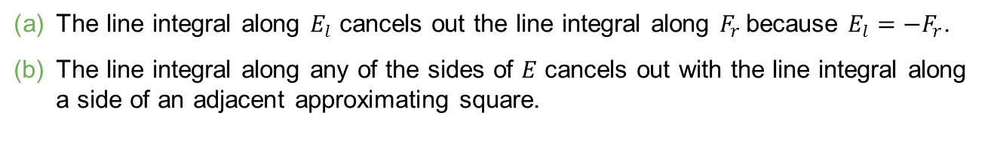 (a) The line integral along E_l cancels out the line integral along F_r because E_l = −F_r.
(b) The line integral along any of the sides of E cancels out with the line integral along
a side of an adjacent approximating square.